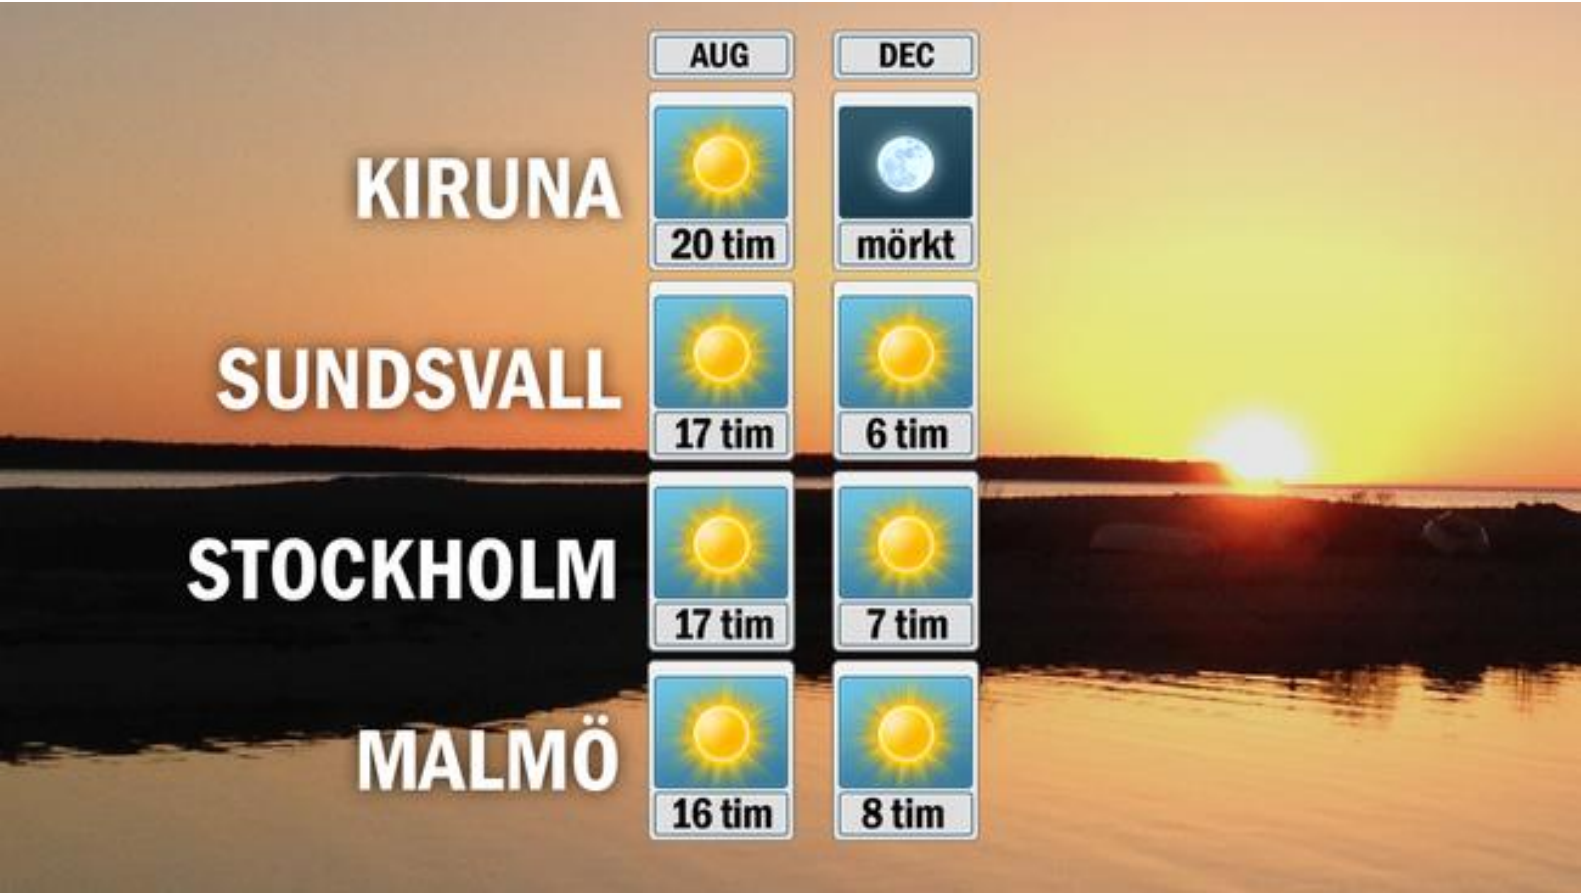 AUG DEC
KIRUNA
20 tim mörkt
SUNDSVALL
17 tim 6 tim
STOCKHOLM
17 tim 7 tim
MALMÖ
16 tim 8 tim